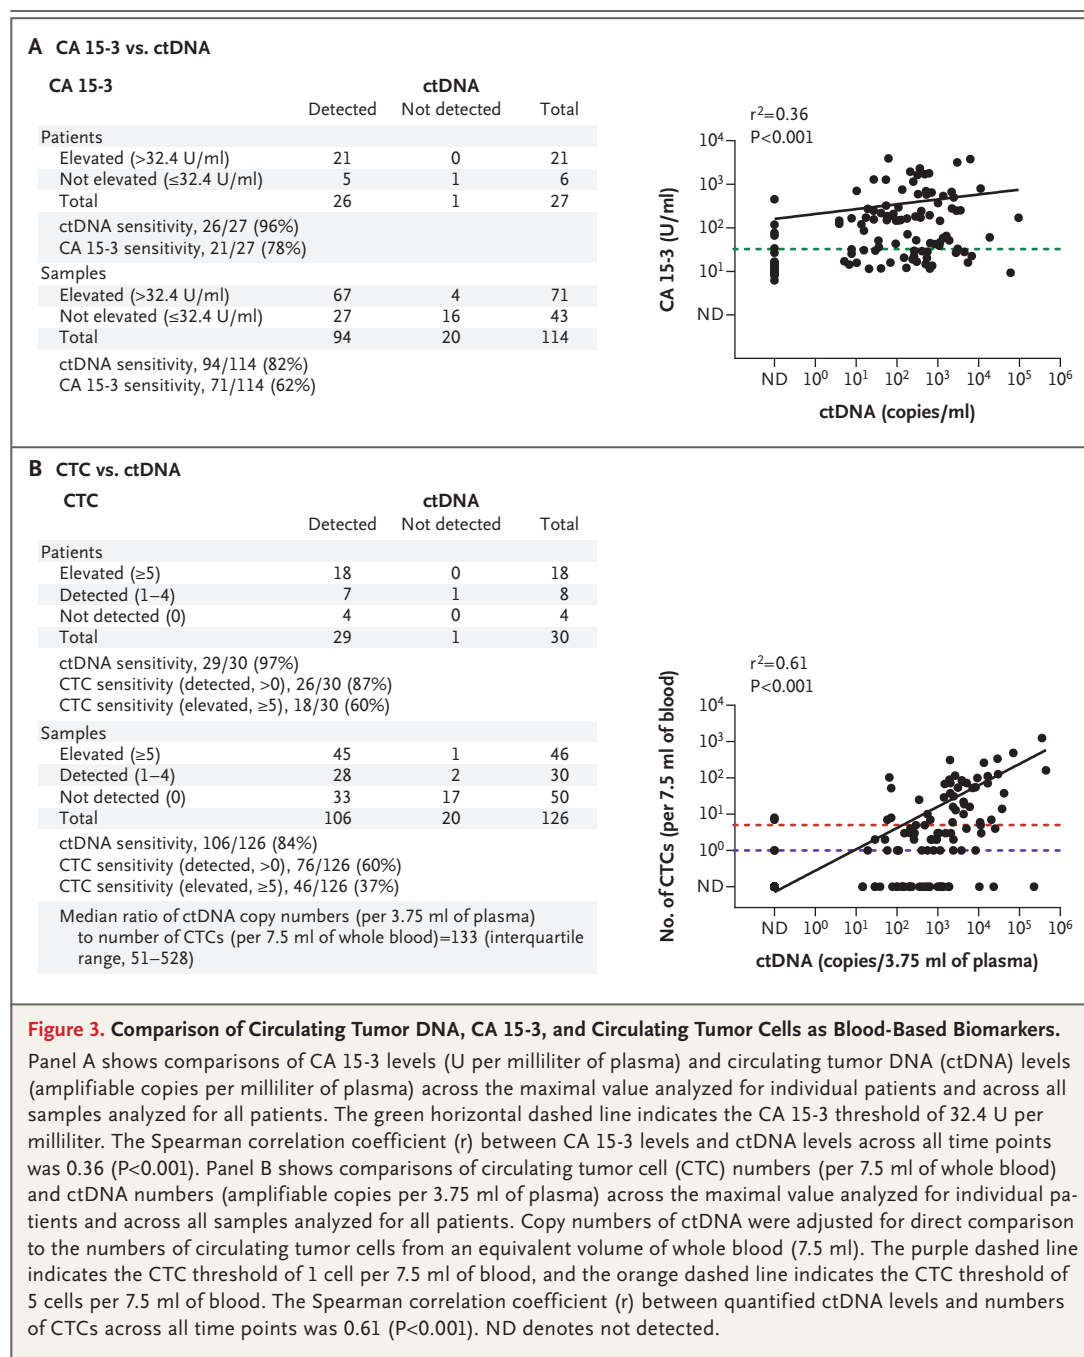 A CA 15-3 vs. ctDNA
CA 15-3 ctDNA
Detected Not detected Total
Patients
Elevated (>32.4 U/ml) 21 0 21
Not elevated (≤32.4 U/ml) 5 1 6
Total 26 1 27
ctDNA sensitivity, 26/27 (96%)
CA 15-3 sensitivity, 21/27 (78%)
Samples
Elevated (>32.4 U/ml) 67 4 71
Not elevated (≤32.4 U/ml) 27 16 43
Total 94 20 114
ctDNA sensitivity, 94/114 (82%)
CA 15-3 sensitivity, 71/114 (62%)
r²=0.36
P<0.001
CA 15-3 (U/ml)
10⁴
10³
10²
10¹
ND
ND 10⁰ 10¹ 10² 10³ 10⁴ 10⁵ 10⁶
ctDNA (copies/ml)
B CTC vs. ctDNA
CTC ctDNA
Detected Not detected Total
Patients
Elevated (≥5) 18 0 18
Detected (1–4) 7 1 8
Not detected (0) 4 0 4
Total 29 1 30
ctDNA sensitivity, 29/30 (97%)
CTC sensitivity (detected, >0), 26/30 (87%)
CTC sensitivity (elevated, ≥5), 18/30 (60%)
Samples
Elevated (≥5) 45 1 46
Detected (1–4) 28 2 30
Not detected (0) 33 17 50
Total 106 20 126
ctDNA sensitivity, 106/126 (84%)
CTC sensitivity (detected, >0), 76/126 (60%)
CTC sensitivity (elevated, ≥5), 46/126 (37%)
Median ratio of ctDNA copy numbers (per 3.75 ml of plasma)
to number of CTCs (per 7.5 ml of whole blood)=133 (interquartile
range, 51–528)
r²=0.61
P<0.001
No. of CTCs (per 7.5 ml of blood)
10⁴
10³
10²
10¹
10⁰
ND
ND 10⁰ 10¹ 10² 10³ 10⁴ 10⁵ 10⁶
ctDNA (copies/3.75 ml of plasma)
Figure 3. Comparison of Circulating Tumor DNA, CA 15-3, and Circulating Tumor Cells as Blood-Based Biomarkers.
Panel A shows comparisons of CA 15-3 levels (U per milliliter of plasma) and circulating tumor DNA (ctDNA) levels
(amplifiable copies per milliliter of plasma) across the maximal value analyzed for individual patients and across all
samples analyzed for all patients. The green horizontal dashed line indicates the CA 15-3 threshold of 32.4 U per
milliliter. The Spearman correlation coefficient (r) between CA 15-3 levels and ctDNA levels across all time points
was 0.36 (P<0.001). Panel B shows comparisons of circulating tumor cell (CTC) numbers (per 7.5 ml of whole blood)
and ctDNA numbers (amplifiable copies per 3.75 ml of plasma) across the maximal value analyzed for individual pa-
tients and across all samples analyzed for all patients. Copy numbers of ctDNA were adjusted for direct comparison
to the numbers of circulating tumor cells from an equivalent volume of whole blood (7.5 ml). The purple dashed line
indicates the CTC threshold of 1 cell per 7.5 ml of blood, and the orange dashed line indicates the CTC threshold of
5 cells per 7.5 ml of blood. The Spearman correlation coefficient (r) between quantified ctDNA levels and numbers
of CTCs across all time points was 0.61 (P<0.001). ND denotes not detected.